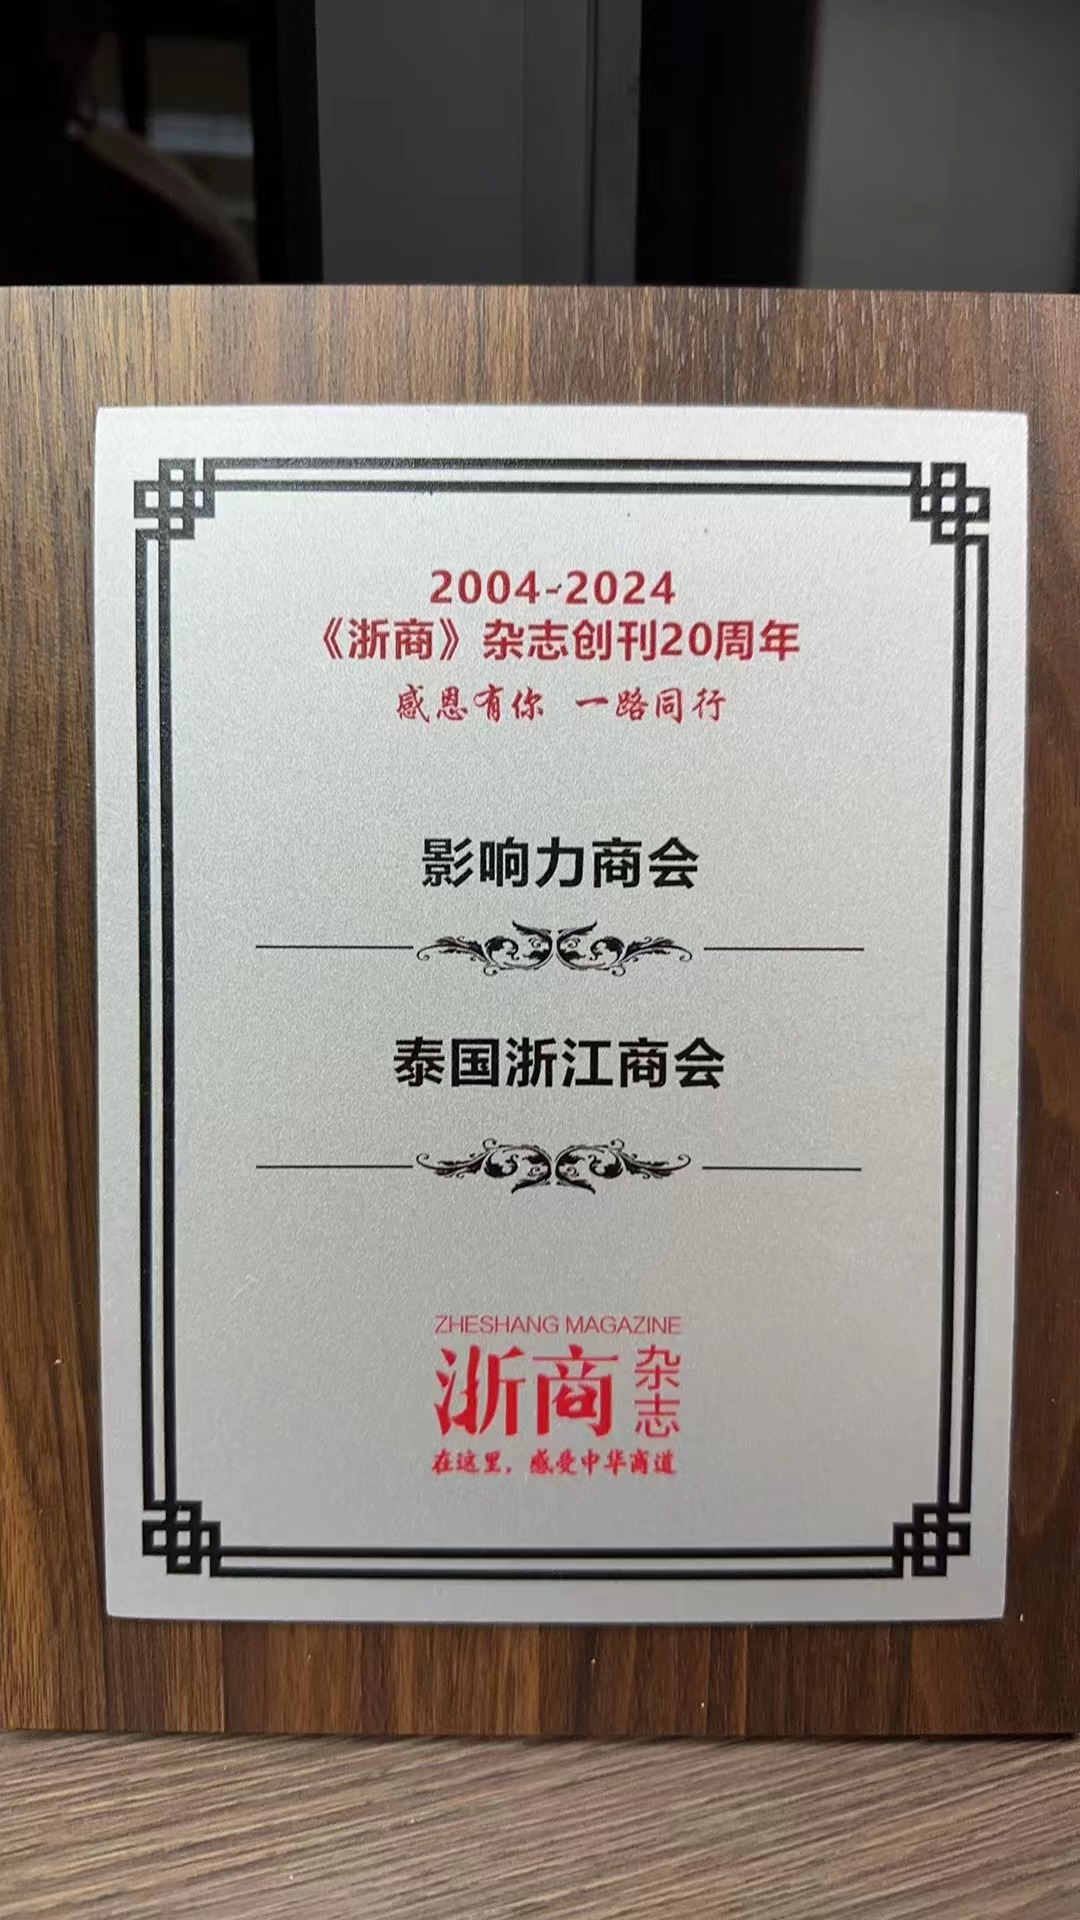 2004-2024
《浙商》杂志创刊20周年
感恩有你 一路同行
影响力商会
泰国浙江商会
ZHESHANG MAGAZINE
浙商杂志
在这里，感受中华商道